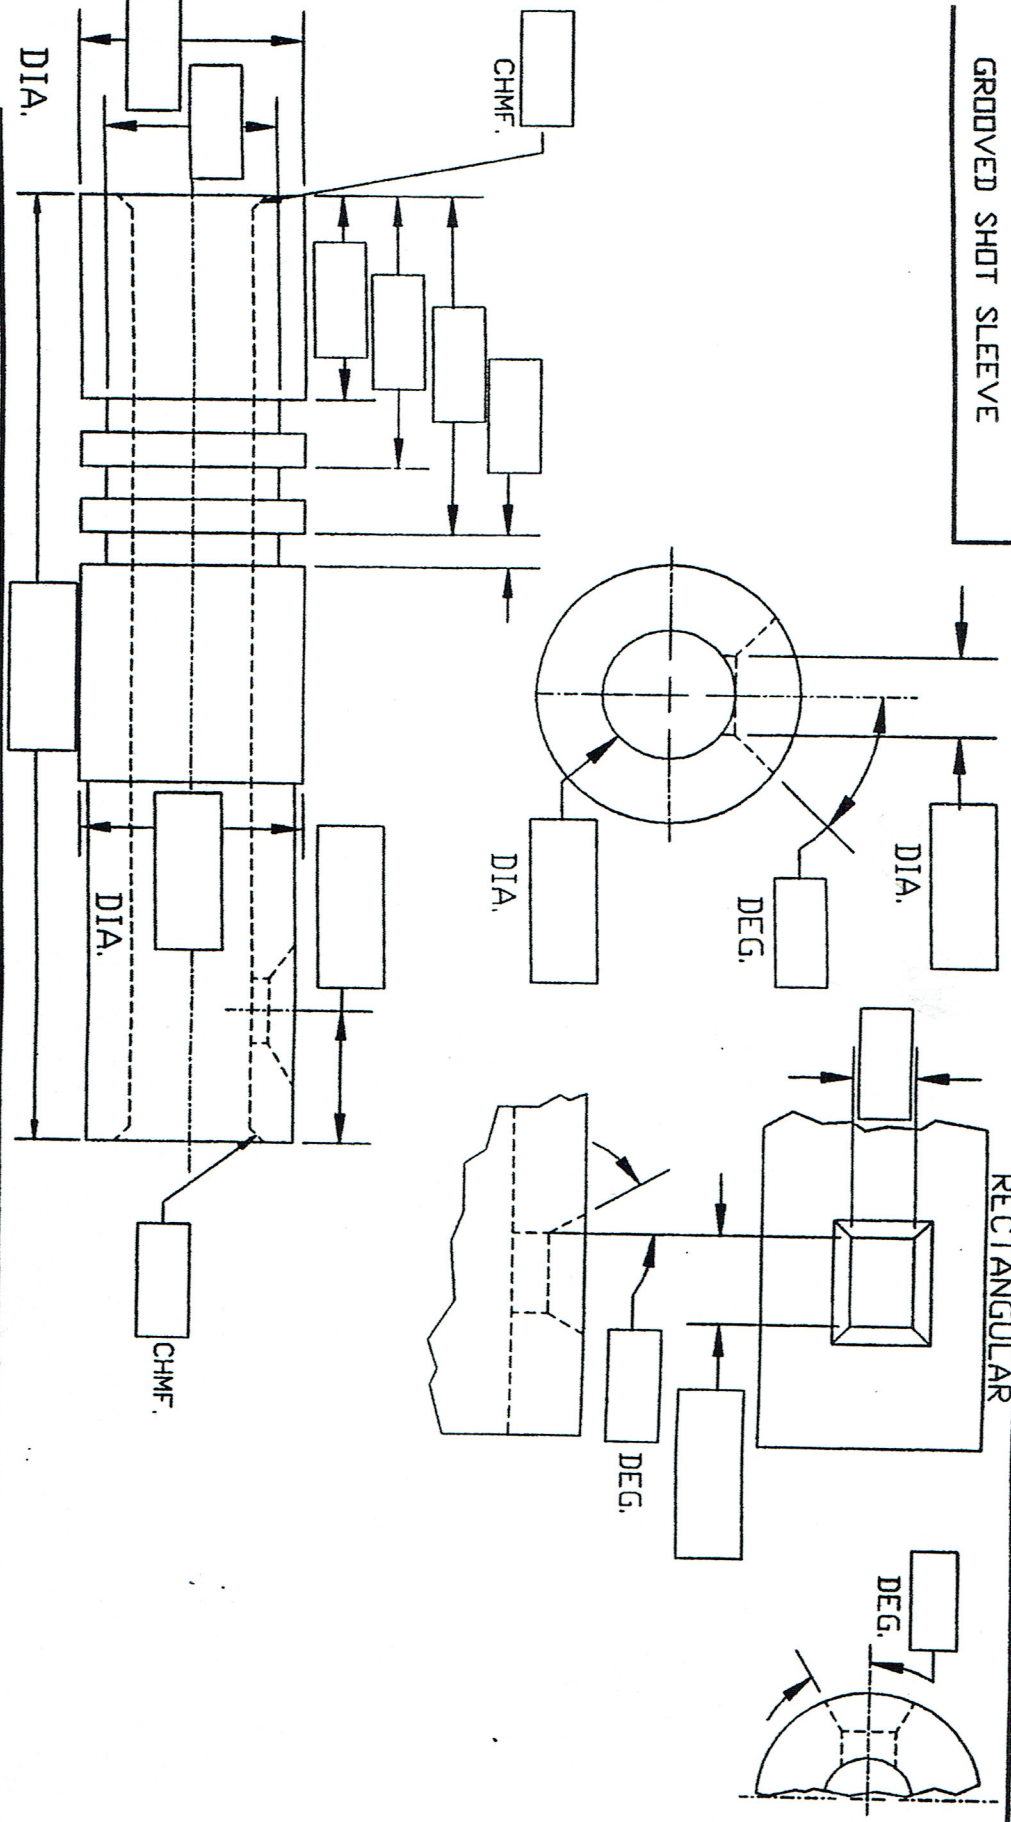 GROOVED SHOT SLEEVE
RECTANGULAR
DIA.
DEG.
DIA.
DEG.
DEG.
CHMF.
DIA.
DIA.
CHMF.